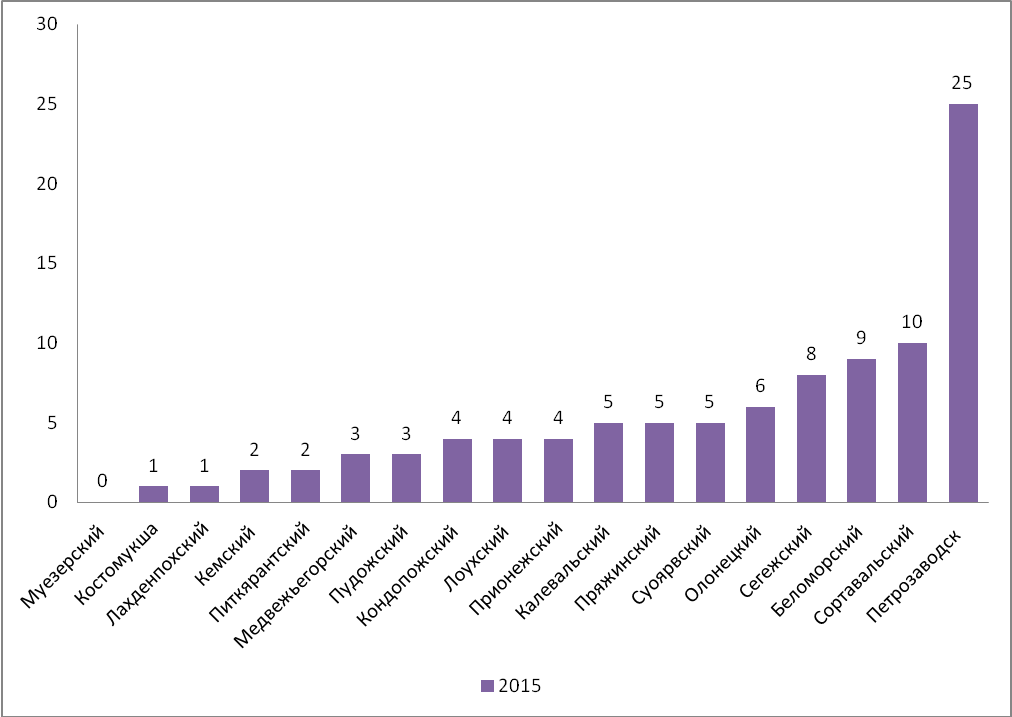 30
25
20
15
10
5
0
0
1
1
2
2
3
3
4
4
4
5
5
5
6
8
9
10
25
Муезерский
Костомукша
Лахденпохский
Кемский
Питкярантский
Медвежьегорский
Пудожский
Кондопожский
Лоухский
Прионежский
Калевальский
Пряжинский
Суоярвский
Олонецкий
Сегежский
Беломорский
Сортавальский
Петрозаводск
2015